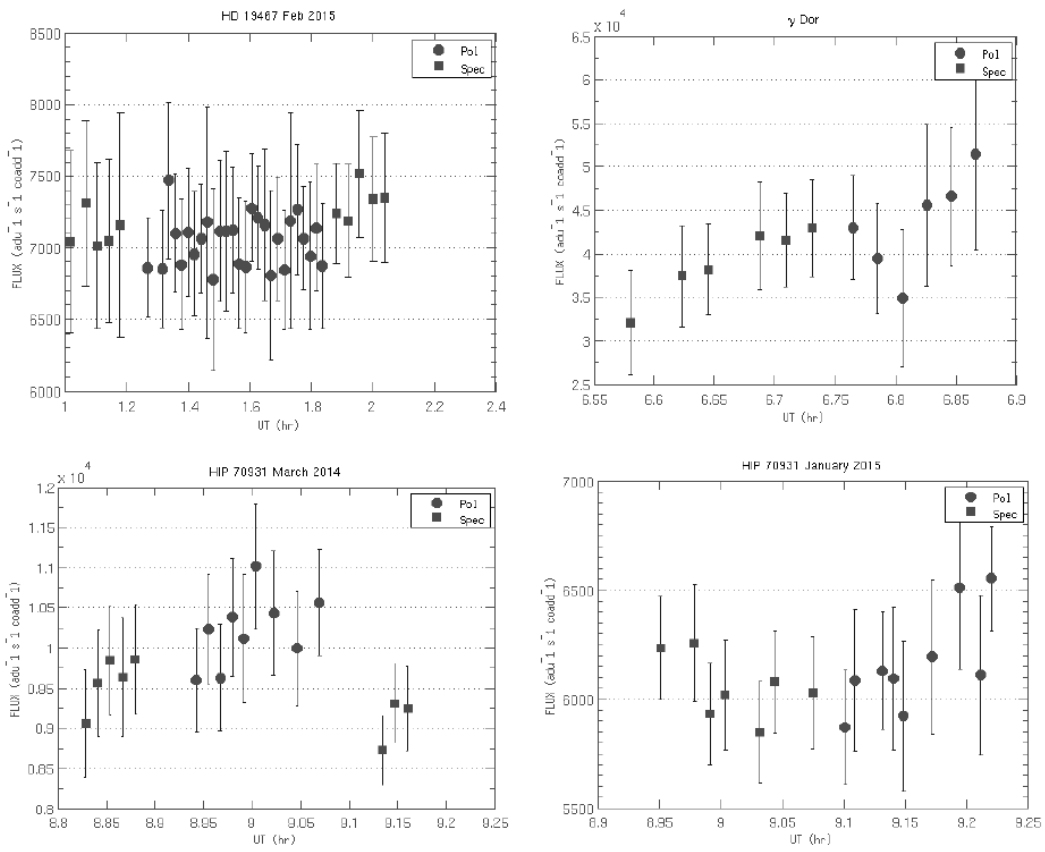 HD 19467 Feb 2015
8500
8000
7500
7000
6500
6000
FLUX (adu⁻1 s⁻1 coadd⁻1)
Pol
Spec
1 1.2 1.4 1.6 1.8 2 2.2 2.4
UT (hr)
γ Dor
x 10⁴
6.5
6
5.5
5
4.5
4
3.5
3
2.5
FLUX (adu⁻1 s⁻1 coadd⁻1)
Pol
Spec
6.55 6.6 6.65 6.7 6.75 6.8 6.85 6.9
UT (hr)
HIP 70931 March 2014
x 10⁴
1.2
1.15
1.1
1.05
1
0.95
0.9
0.85
0.8
FLUX (adu⁻1 s⁻1 coadd⁻1)
Pol
Spec
8.8 8.85 8.9 8.95 9 9.05 9.1 9.15 9.2 9.25
UT (hr)
HIP 70931 January 2015
7000
6500
6000
5500
FLUX (adu⁻1 s⁻1 coadd⁻1)
Pol
Spec
8.9 8.95 9 9.05 9.1 9.15 9.2 9.25
UT (hr)